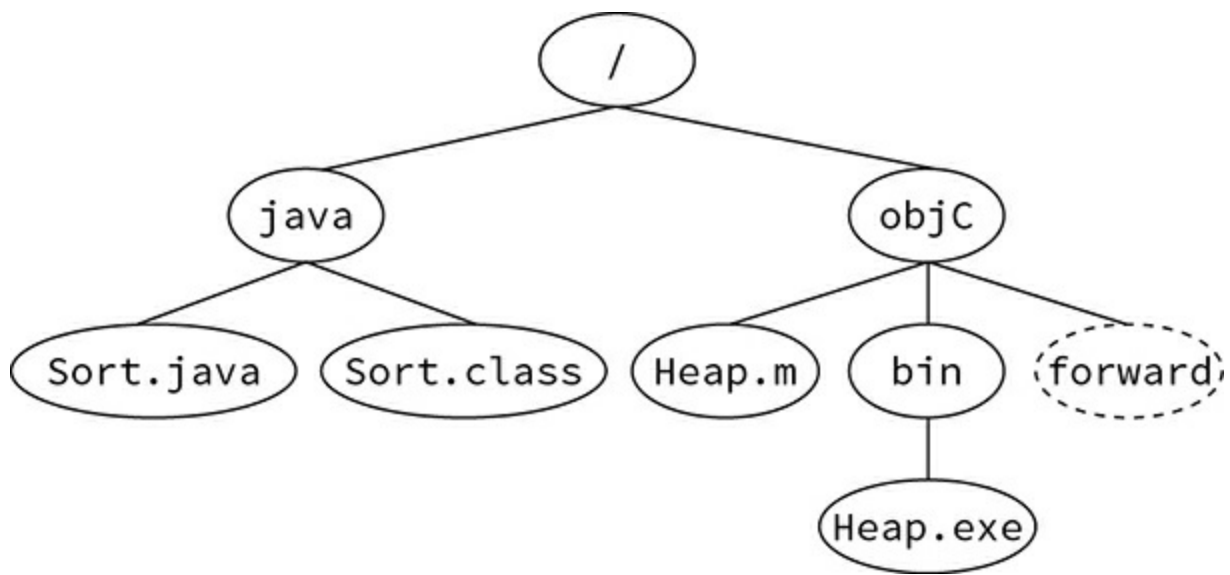 /
java
objC
Sort.java
Sort.class
Heap.m
bin
forward
Heap.exe